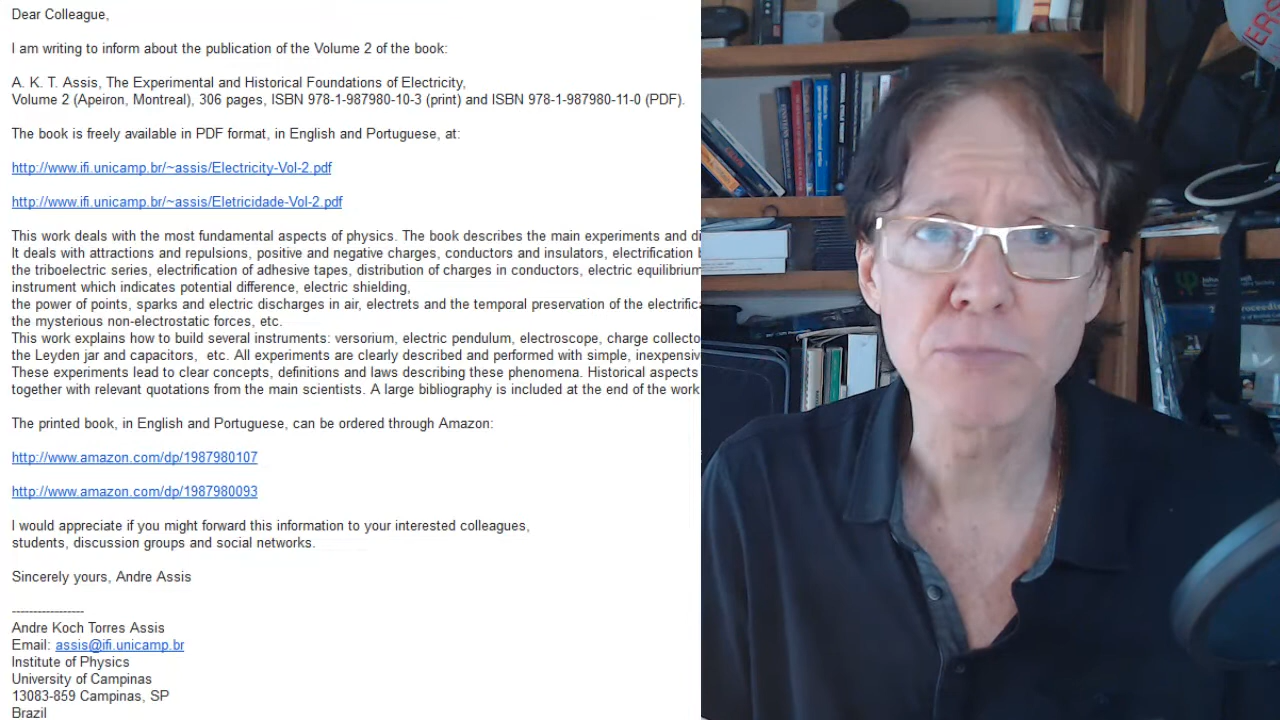 Dear Colleague,
I am writing to inform about the publication of the Volume 2 of the book:
A. K. T. Assis, The Experimental and Historical Foundations of Electricity,
Volume 2 (Apeiron, Montreal), 306 pages, ISBN 978-1-987980-10-3 (print) and ISBN 978-1-987980-11-0 (PDF).
The book is freely available in PDF format, in English and Portuguese, at:
http://www.ifi.unicamp.br/~assis/Electricity-Vol-2.pdf
http://www.ifi.unicamp.br/~assis/Eletricidade-Vol-2.pdf
This work deals with the most fundamental aspects of physics. The book describes the main experiments and di
It deals with attractions and repulsions, positive and negative charges, conductors and insulators, electrification
the triboelectric series, electrification of adhesive tapes, distribution of charges in conductors, electric equilibrium
instrument which indicates potential difference, electric shielding,
the power of points, sparks and electric discharges in air, electrets and the temporal preservation of the electrifica
the mysterious non-electrostatic forces, etc.
This work explains how to build several instruments: versorium, electric pendulum, electroscope, charge collecto
the Leyden jar and capacitors, etc. All experiments are clearly described and performed with simple, inexpensiv
These experiments lead to clear concepts, definitions and laws describing these phenomena. Historical aspects
together with relevant quotations from the main scientists. A large bibliography is included at the end of the work
The printed book, in English and Portuguese, can be ordered through Amazon:
http://www.amazon.com/dp/1987980107
http://www.amazon.com/dp/1987980093
I would appreciate if you might forward this information to your interested colleagues,
students, discussion groups and social networks.
Sincerely yours, Andre Assis
-----------------
Andre Koch Torres Assis
Email: assis@ifi.unicamp.br
Institute of Physics
University of Campinas
13083-859 Campinas, SP
Brazil